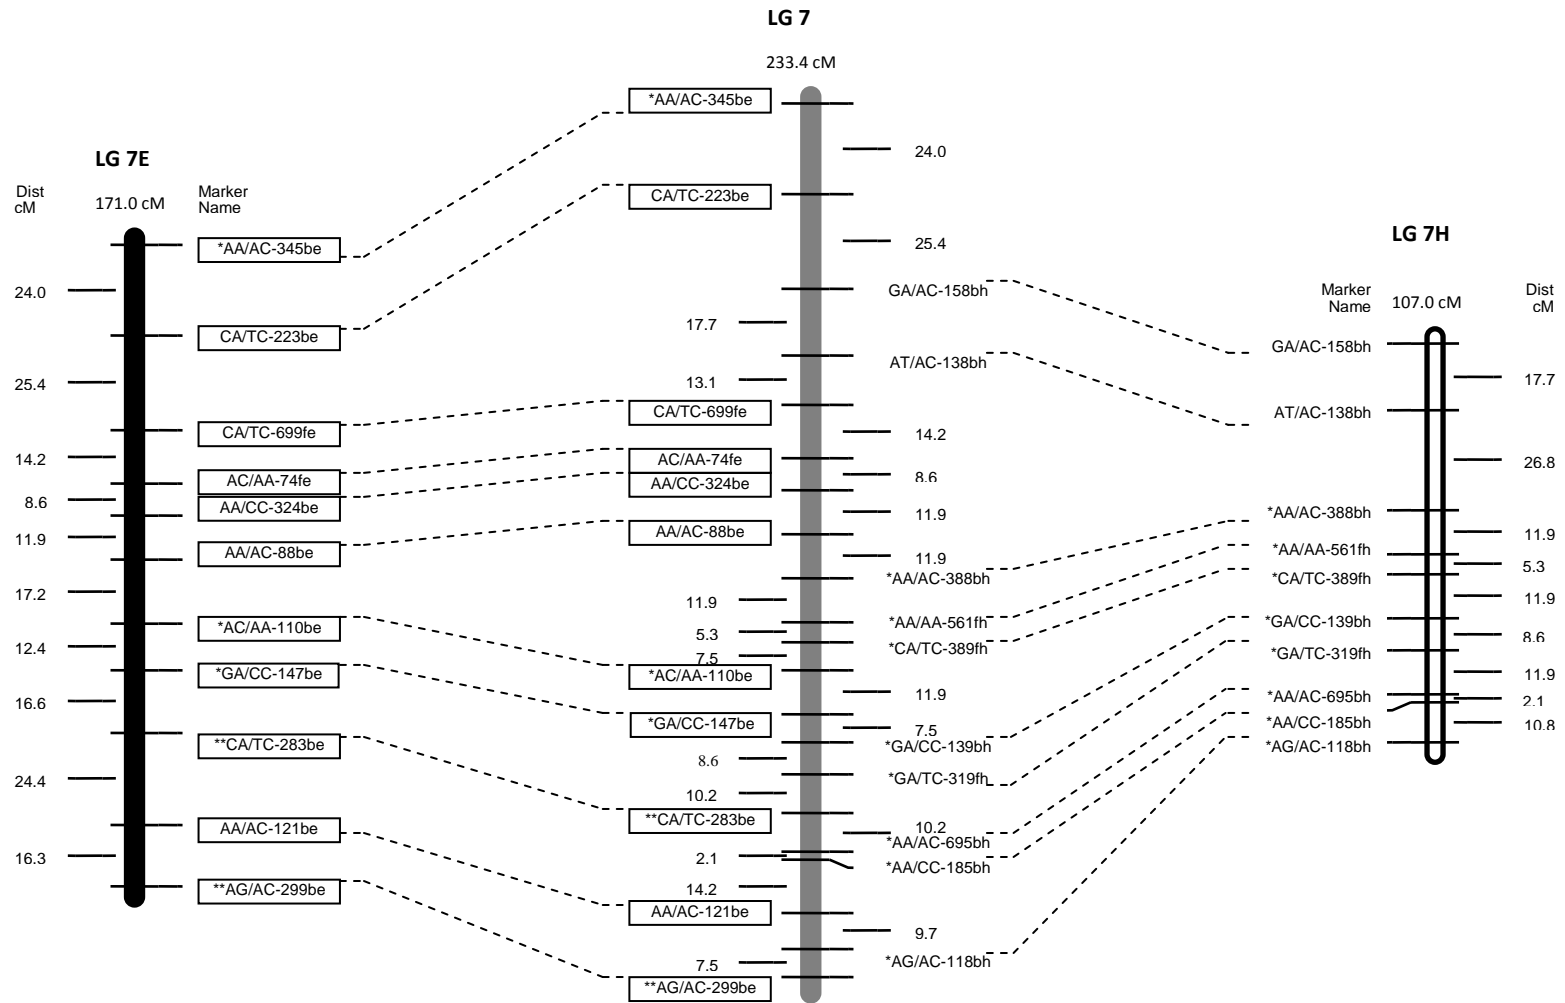 LG 7
233.4 cM
LG 7E
Dist
cM
171.0 cM
Marker
Name
*AA/AC-345be
24.0
CA/TC-223be
25.4
CA/TC-699fe
14.2
AC/AA-74fe
8.6
AA/CC-324be
11.9
AA/AC-88be
17.2
*AC/AA-110be
12.4
*GA/CC-147be
16.6
**CA/TC-283be
24.4
AA/AC-121be
16.3
**AG/AC-299be
*AA/AC-345be
24.0
CA/TC-223be
25.4
GA/AC-158bh
17.7
AT/AC-138bh
13.1
CA/TC-699fe
14.2
AC/AA-74fe
8.6
AA/CC-324be
11.9
AA/AC-88be
11.9
*AA/AC-388bh
11.9
*AA/AA-561fh
5.3
*CA/TC-389fh
7.5
*AC/AA-110be
11.9
*GA/CC-147be
7.5
*GA/CC-139bh
8.6
*GA/TC-319fh
10.2
**CA/TC-283be
10.2
*AA/AC-695bh
2.1
*AA/CC-185bh
14.2
AA/AC-121be
9.7
*AG/AC-118bh
7.5
**AG/AC-299be
LG 7H
Marker
Name
107.0 cM
Dist
cM
GA/AC-158bh
17.7
AT/AC-138bh
26.8
*AA/AC-388bh
11.9
*AA/AA-561fh
5.3
*CA/TC-389fh
11.9
*GA/CC-139bh
8.6
*GA/TC-319fh
11.9
*AA/AC-695bh
2.1
*AA/CC-185bh
10.8
*AG/AC-118bh